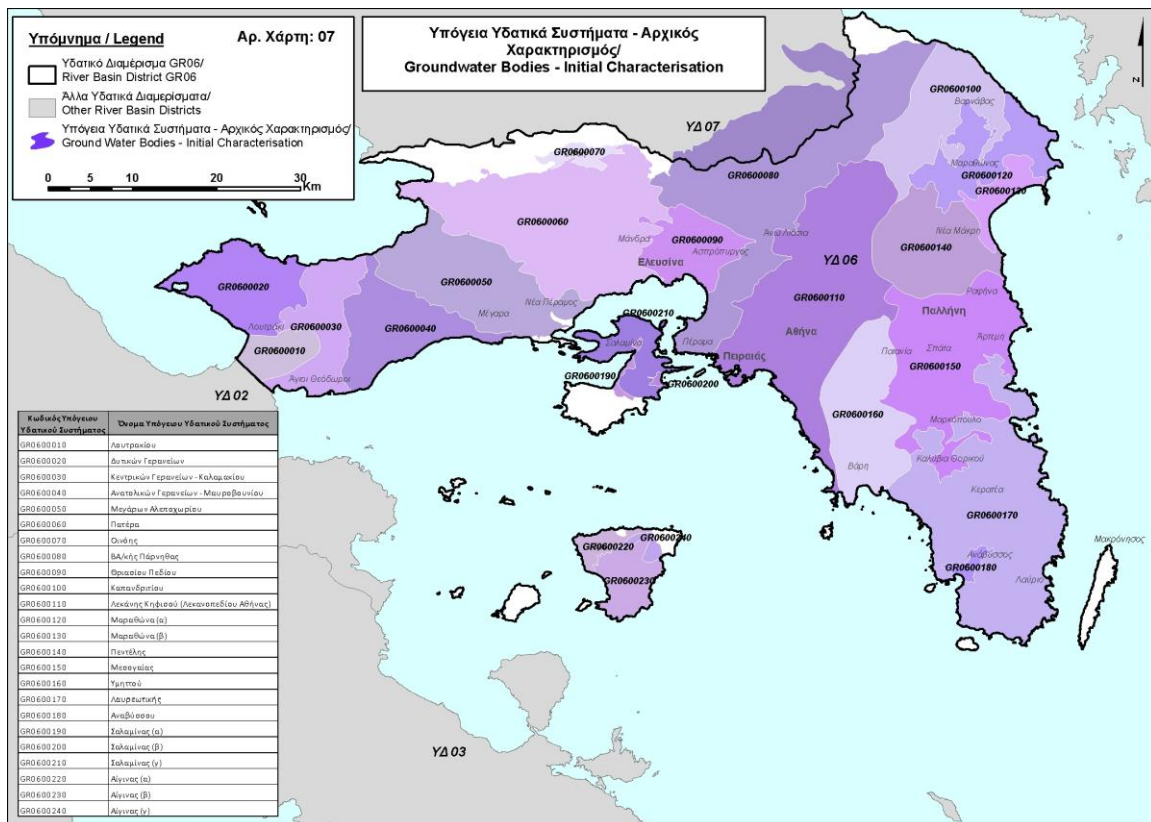 Υπόμνημα / Legend
Αρ. Χάρτη: 07
Υδατικό Διαμέρισμα GR06/
River Basin District GR06
Άλλα Υδατικά Διαμερίσματα/
Other River Basin Districts
Υπόγεια Υδατικά Συστήματα - Αρχικός Χαρακτηρισμός/
Ground Water Bodies - Initial Characterisation
0 5 10 20 30
Km
Υπόγεια Υδατικά Συστήματα - Αρχικός
Χαρακτηρισμός/
Groundwater Bodies - Initial Characterisation
N
GR0600100
Βαρνάβας
ΥΔ 07
GR0600070
Μαραθώνας
GR0600120
GR0600130
GR0600080
GR0600060
Μάνδρα
GR0600090
Ασπρόπυργος
Άνω Λιόσια
Νέα Μάκρη
GR0600140
Ελευσίνα
ΥΔ 06
GR0600020
GR0600050
Νέα Πέραμος
Μέγαρα
GR0600110
Ραφήνα
Παλλήνη
GR0600210
Λουτράκι
GR0600030
GR0600040
Αθήνα
Άρτεμη
GR0600010
Σαλαμίνα
Πέραμα
Πειραιάς
Παιανία
Σπάτα
GR0600150
Άγιοι Θεόδωροι
GR0600190
GR0600200
ΥΔ 02
GR0600160
Μαρκόπουλο
Καλύβια Θορικού
Βάρη
Κερατέα
GR0600170
GR0600240
GR0600220
Μακρόνησος
Αναβύσσος
GR0600180
GR0600230
Λαύριο
ΥΔ 03
Κωδικός Υπόγειου Υδατικού Συστήματος Όνομα Υπόγειου Υδατικού Συστήματος
GR0600010 Λουτρακίου
GR0600020 Δυτικών Γερανείων
GR0600030 Κεντρικών Γερανείων - Καλαμακίου
GR0600040 Ανατολικών Γερανείων - Μαυροβουνίου
GR0600050 Μεγάρων Αλεποχωρίου
GR0600060 Πατέρα
GR0600070 Οινόης
GR0600080 ΒΑ/κής Πάρνηθας
GR0600090 Θριασίου Πεδίου
GR0600100 Καπανδριτίου
GR0600110 Λεκάνης Κηφισού (Λεκανοπεδίου Αθήνας)
GR0600120 Μαραθώνα (α)
GR0600130 Μαραθώνα (β)
GR0600140 Πεντέλης
GR0600150 Μεσογαίας
GR0600160 Υμηττού
GR0600170 Λαυρεωτικής
GR0600180 Αναβύσσου
GR0600190 Σαλαμίνας (α)
GR0600200 Σαλαμίνας (β)
GR0600210 Σαλαμίνας (γ)
GR0600220 Αίγινας (α)
GR0600230 Αίγινας (β)
GR0600240 Αίγινας (γ)